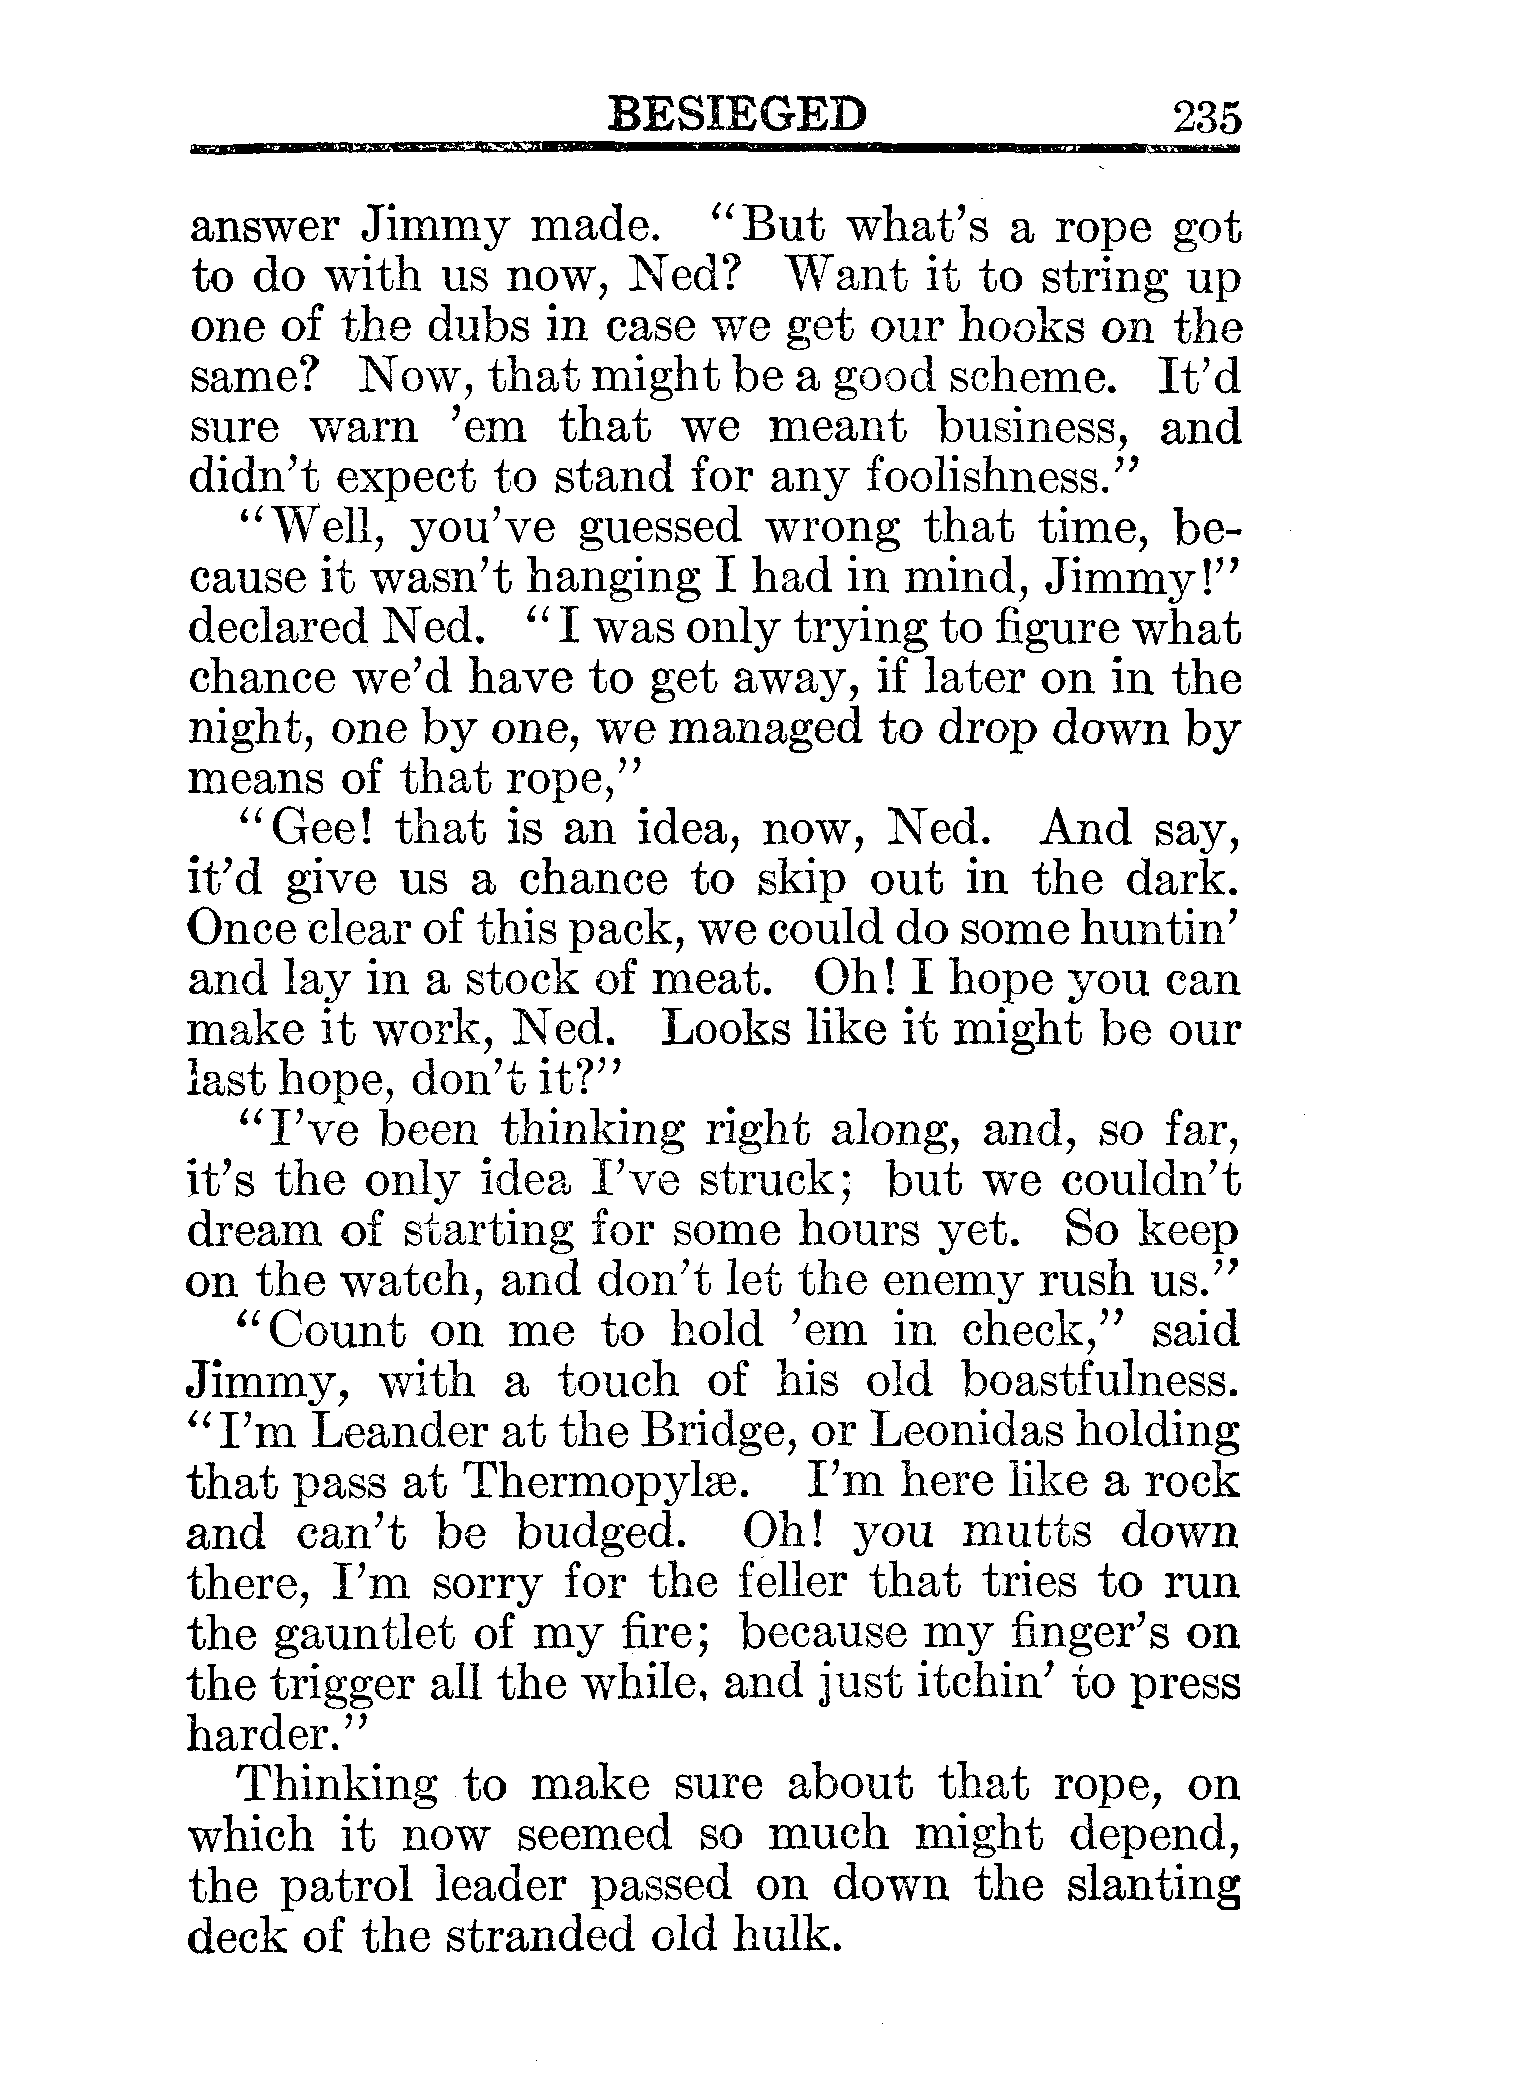 BESIEGED 235
answer Jimmy made. "But what's a rope got
to do with us now, Ned? Want it to string up
one of the dubs in case we get our hooks on the
same? Now, that might be a good scheme. It'd
sure warn 'em that we meant business, and
didn't expect to stand for any foolishness."
"Well, you've guessed wrong that time, be-
cause it wasn't hanging I had in mind, Jimmy!"
declared Ned. "I was only trying to figure what
chance we'd have to get away, if later on in the
night, one by one, we managed to drop down by
means of that rope,"
"Gee! that is an idea, now, Ned. And say,
it'd give us a chance to skip out in the dark.
Once clear of this pack, we could do some huntin'
and lay in a stock of meat. Oh! I hope you can
make it work, Ned. Looks like it might be our
last hope, don't it?"
"I've been thinking right along, and, so far,
it's the only idea I've struck; but we couldn't
dream of starting for some hours yet. So keep
on the watch, and don't let the enemy rush us."
"Count on me to hold 'em in check," said
Jimmy, with a touch of his old boastfulness.
"I'm Leander at the Bridge, or Leonidas holding
that pass at Thermopylæ. I'm here like a rock
and can't be budged. Oh! you mutts down
there, I'm sorry for the feller that tries to run
the gauntlet of my fire; because my finger's on
the trigger all the while, and just itchin' to press
harder."
Thinking to make sure about that rope, on
which it now seemed so much might depend,
the patrol leader passed on down the slanting
deck of the stranded old hulk.